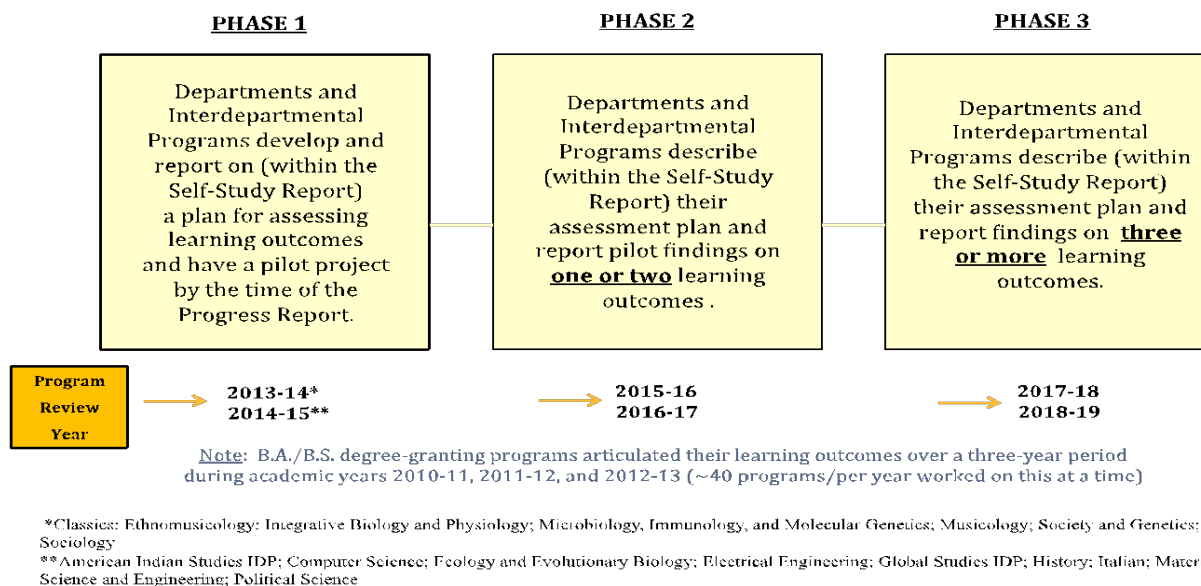 PHASE 1
Departments and
Interdepartmental
Programs develop and
report on (within the
Self-Study Report)
a plan for assessing
learning outcomes
and have a pilot project
by the time of the
Progress Report.
PHASE 2
Departments and
Interdepartmental
Programs describe
(within the Self-Study
Report) their
assessment plan and
report pilot findings on
one or two learning
outcomes .
PHASE 3
Departments and
Interdepartmental
Programs describe (within
the Self-Study Report)
their assessment plan and
report findings on three
or more learning
outcomes.
Program
Review
Year
2013-14*
2014-15**
2015-16
2016-17
2017-18
2018-19
Note: B.A./B.S. degree-granting programs articulated their learning outcomes over a three-year period
during academic years 2010-11, 2011-12, and 2012-13 (~40 programs/per year worked on this at a time)
*Classics; Ethnomusicology; Integrative Biology and Physiology; Microbiology, Immunology, and Molecular Genetics; Musicology; Society and Genetics;
Sociology
**American Indian Studies IDP; Computer Science; Ecology and Evolutionary Biology; Electrical Engineering; Global Studies IDP; History; Italian;
Science and Engineering; Political Science